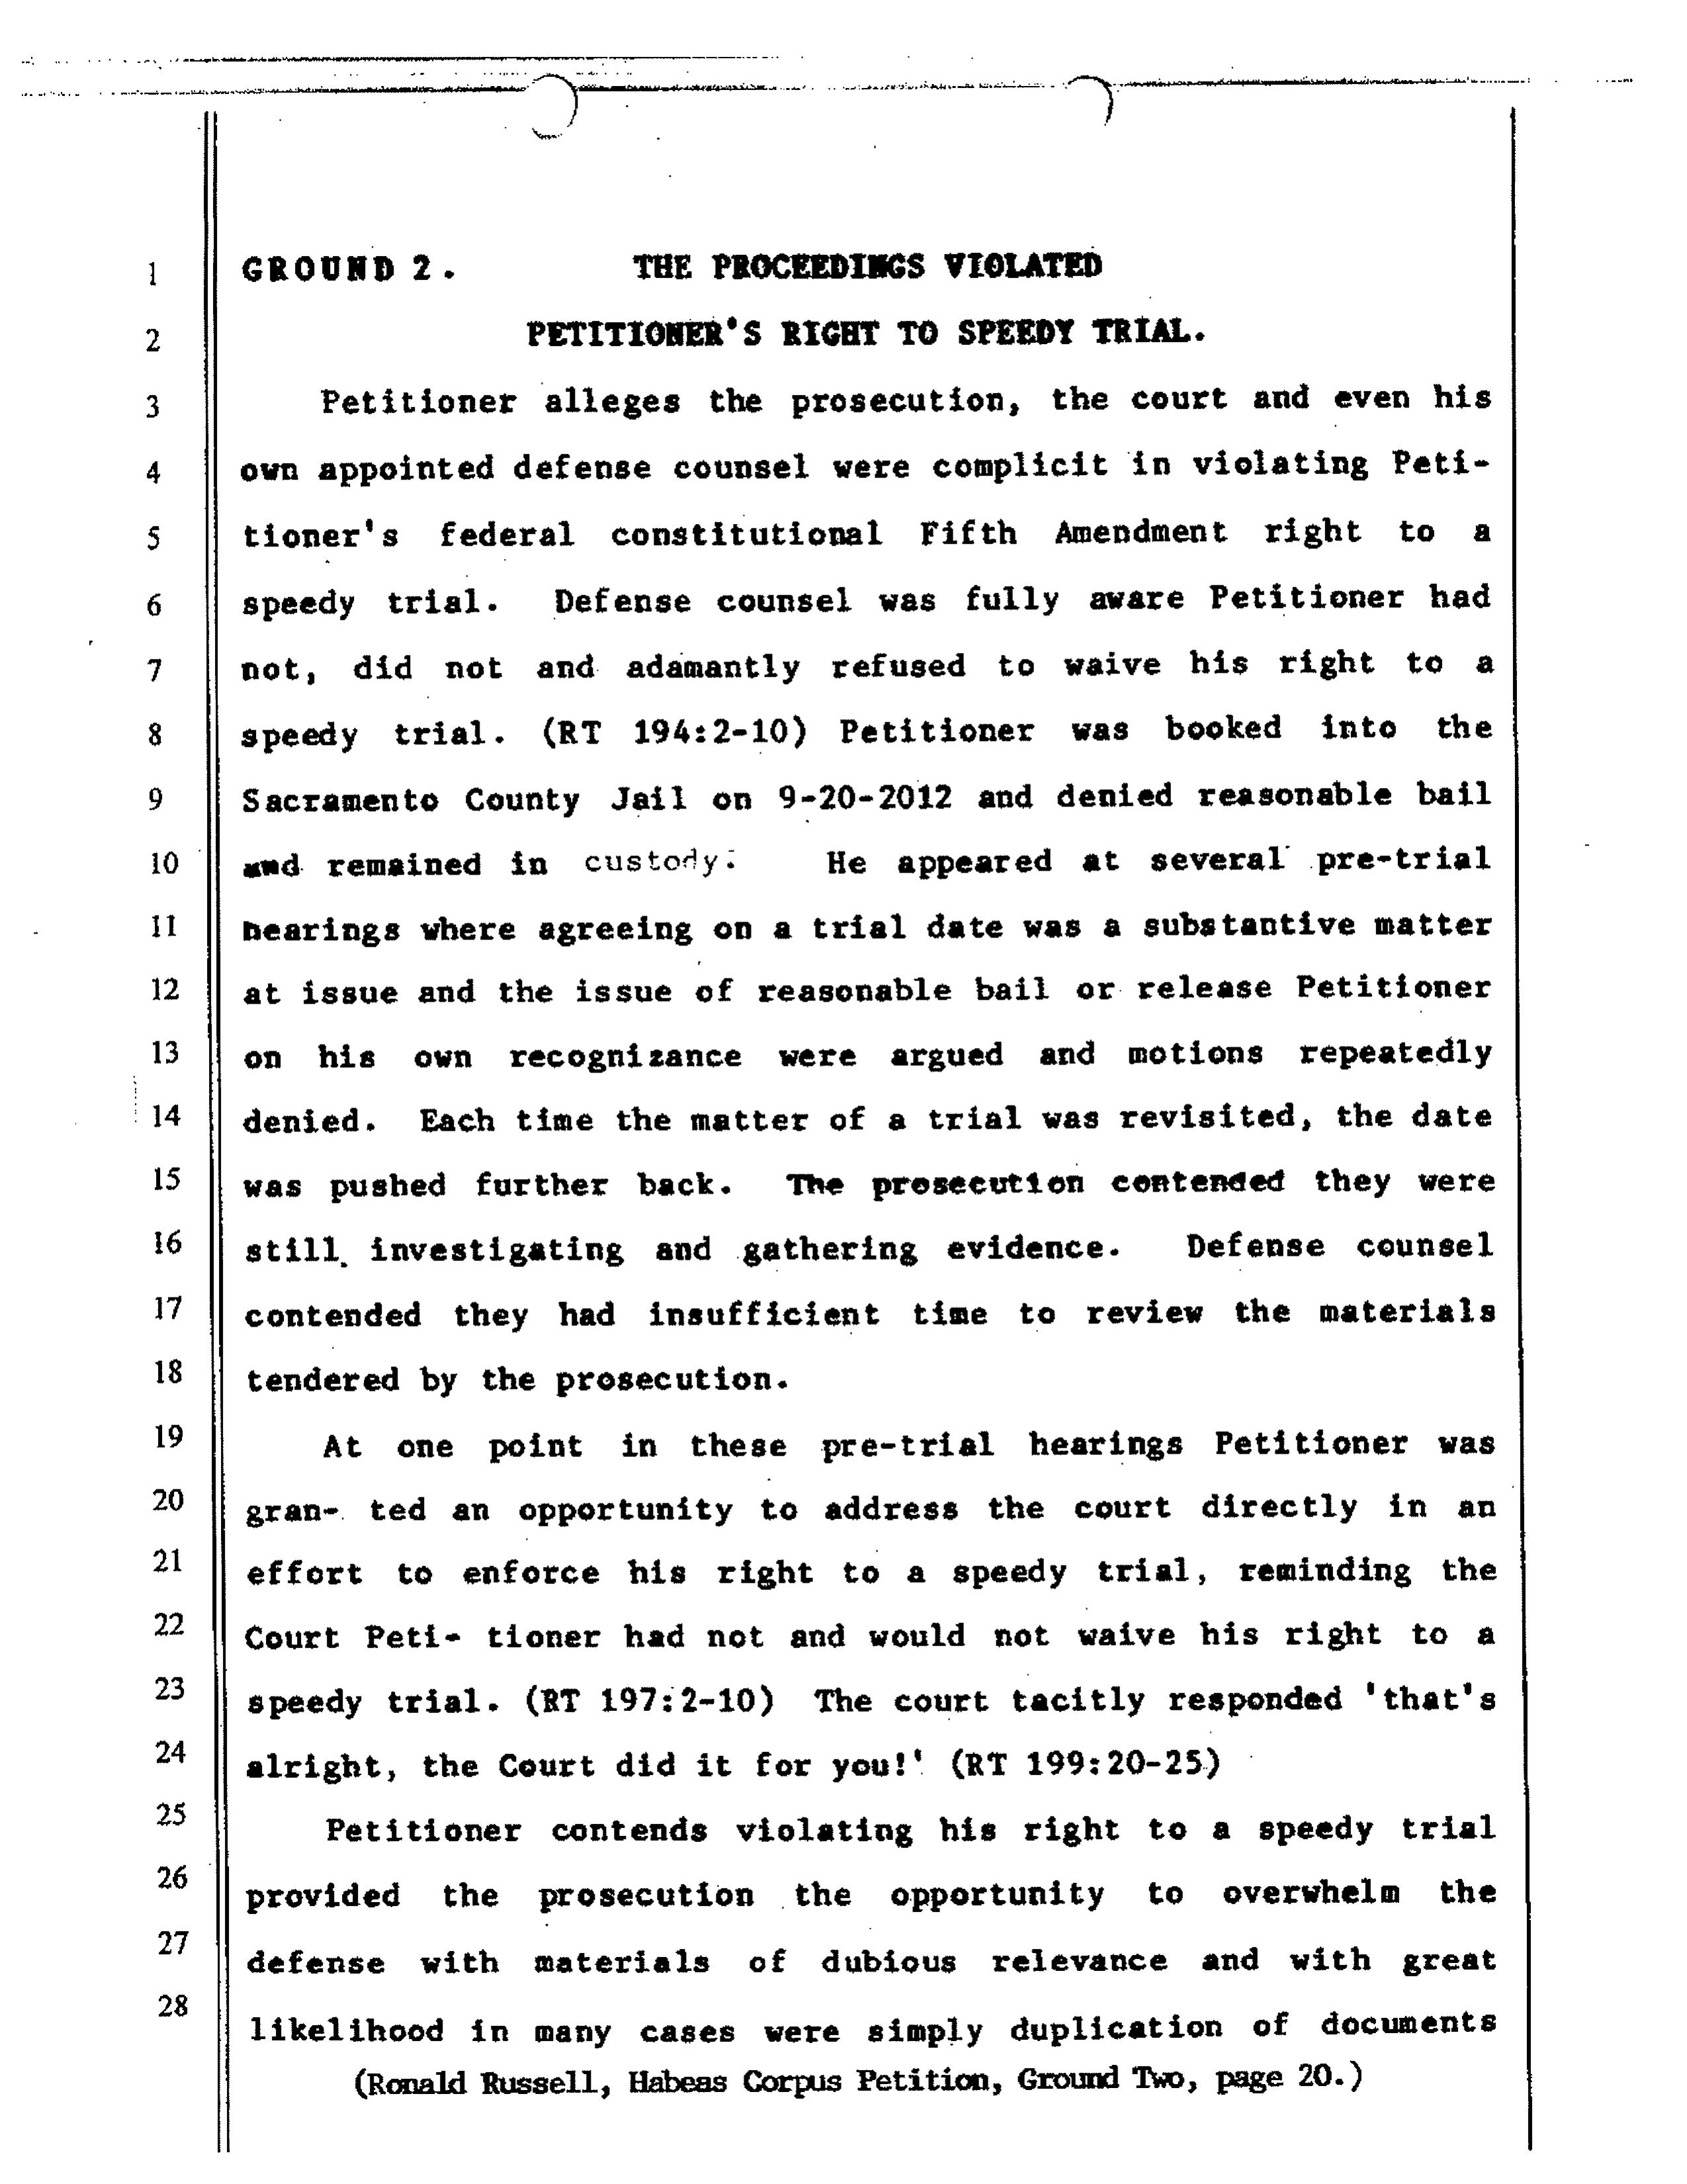 1 GROUND 2. THE PROCEEDINGS VIOLATED
2 PETITIONER'S RIGHT TO SPEEDY TRIAL.
3 Petitioner alleges the prosecution, the court and even his
4 own appointed defense counsel were complicit in violating Peti-
5 tioner's federal constitutional Fifth Amendment right to a
6 speedy trial. Defense counsel was fully aware Petitioner had
7 not, did not and adamantly refused to waive his right to a
8 speedy trial. (RT 194:2-10) Petitioner was booked into the
9 Sacramento County Jail on 9-20-2012 and denied reasonable bail
10 and remained in custody. He appeared at several pre-trial
11 hearings where agreeing on a trial date was a substantive matter
12 at issue and the issue of reasonable bail or release Petitioner
13 on his own recognizance were argued and motions repeatedly
14 denied. Each time the matter of a trial was revisited, the date
15 was pushed further back. The prosecution contended they were
16 still investigating and gathering evidence. Defense counsel
17 contended they had insufficient time to review the materials
18 tendered by the prosecution.
19 At one point in these pre-trial hearings Petitioner was
20 gran- ted an opportunity to address the court directly in an
21 effort to enforce his right to a speedy trial, reminding the
22 Court Peti- tioner had not and would not waive his right to a
23 speedy trial. (RT 197:2-10) The court tacitly responded 'that's
24 alright, the Court did it for you!' (RT 199:20-25)
25 Petitioner contends violating his right to a speedy trial
26 provided the prosecution the opportunity to overwhelm the
27 defense with materials of dubious relevance and with great
28 likelihood in many cases were simply duplication of documents
(Ronald Russell, Habeas Corpus Petition, Ground Two, page 20.)